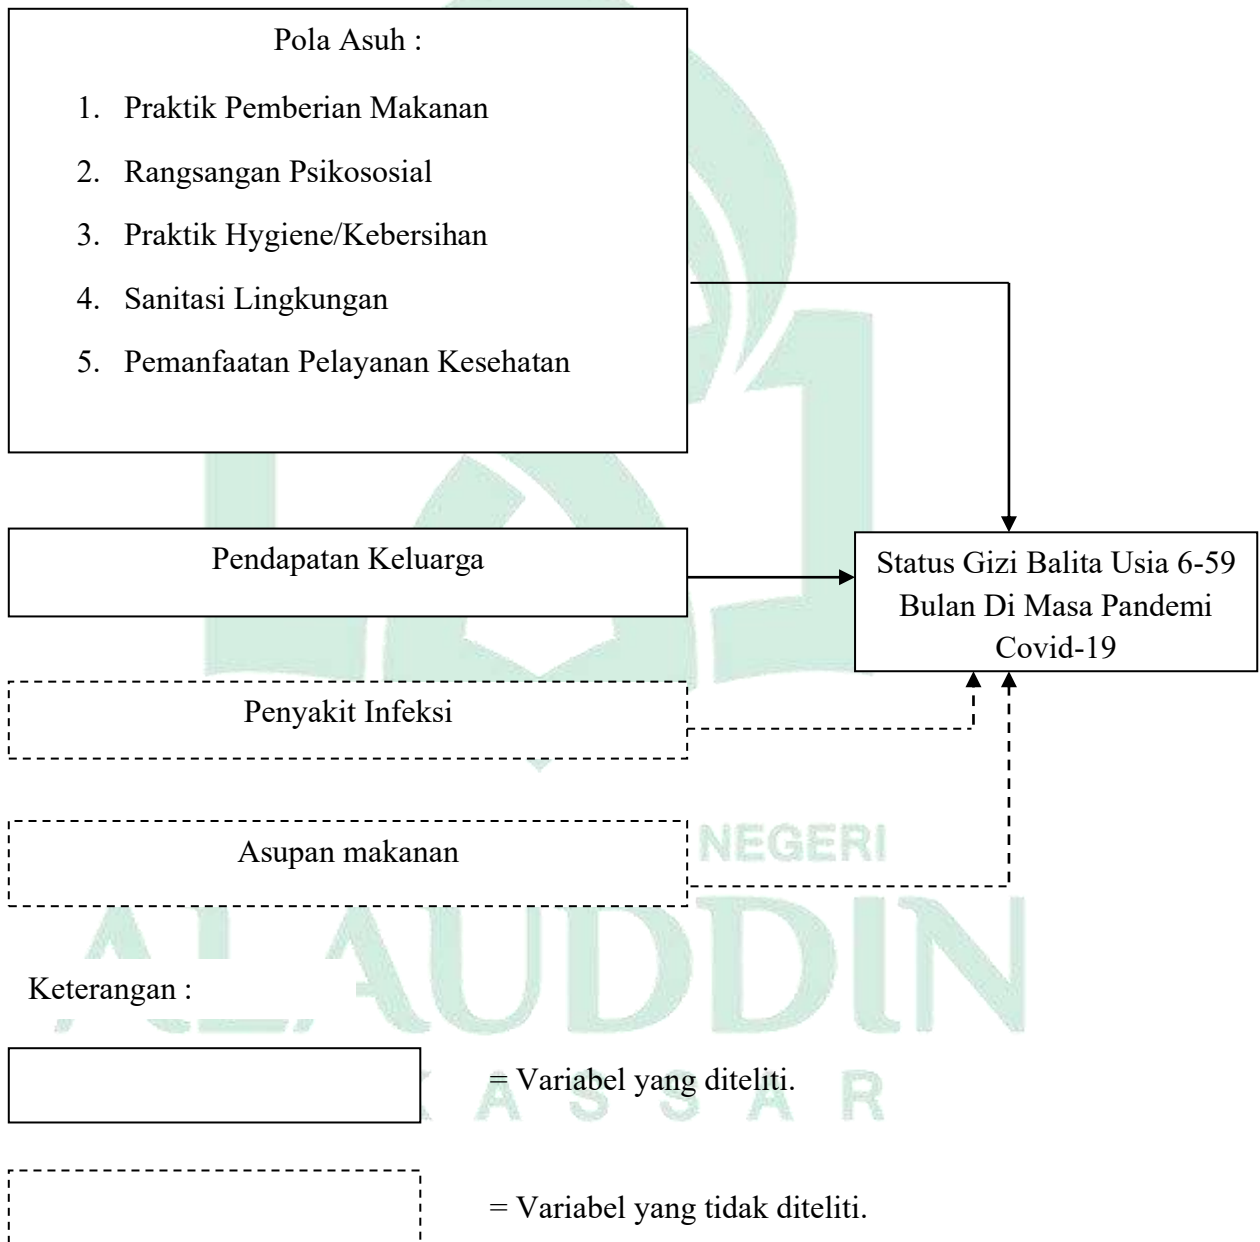 Pola Asuh :
1. Praktik Pemberian Makanan
2. Rangsangan Psikososial
3. Praktik Hygiene/Kebersihan
4. Sanitasi Lingkungan
5. Pemanfaatan Pelayanan Kesehatan
Pendapatan Keluarga
Status Gizi Balita Usia 6-59
Bulan Di Masa Pandemi
Covid-19
Penyakit Infeksi
Asupan makanan
NEGERI
ALAUDDIN
Keterangan :
= Variabel yang diteliti.
K A S S A R
= Variabel yang tidak diteliti.